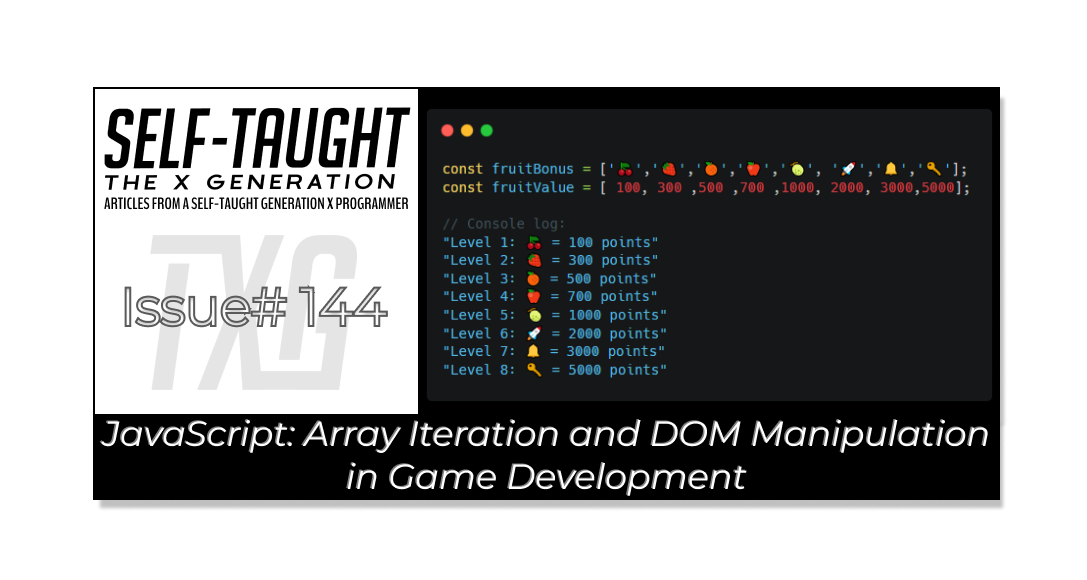 SELF-TAUGHT
THE X GENERATION
ARTICLES FROM A SELF-TAUGHT GENERATION X PROGRAMMER
TXG
Issue# 144
const fruitBonus = ['🍒','🍓','🍊','🍎','🍈', '🚀','🔔','🔑'];
const fruitValue = [ 100, 300 ,500 ,700 ,1000, 2000, 3000,5000];
// Console log:
"Level 1: 🍒 = 100 points"
"Level 2: 🍓 = 300 points"
"Level 3: 🍊 = 500 points"
"Level 4: 🍎 = 700 points"
"Level 5: 🍈 = 1000 points"
"Level 6: 🚀 = 2000 points"
"Level 7: 🔔 = 3000 points"
"Level 8: 🔑 = 5000 points"
JavaScript: Array Iteration and DOM Manipulation
in Game Development